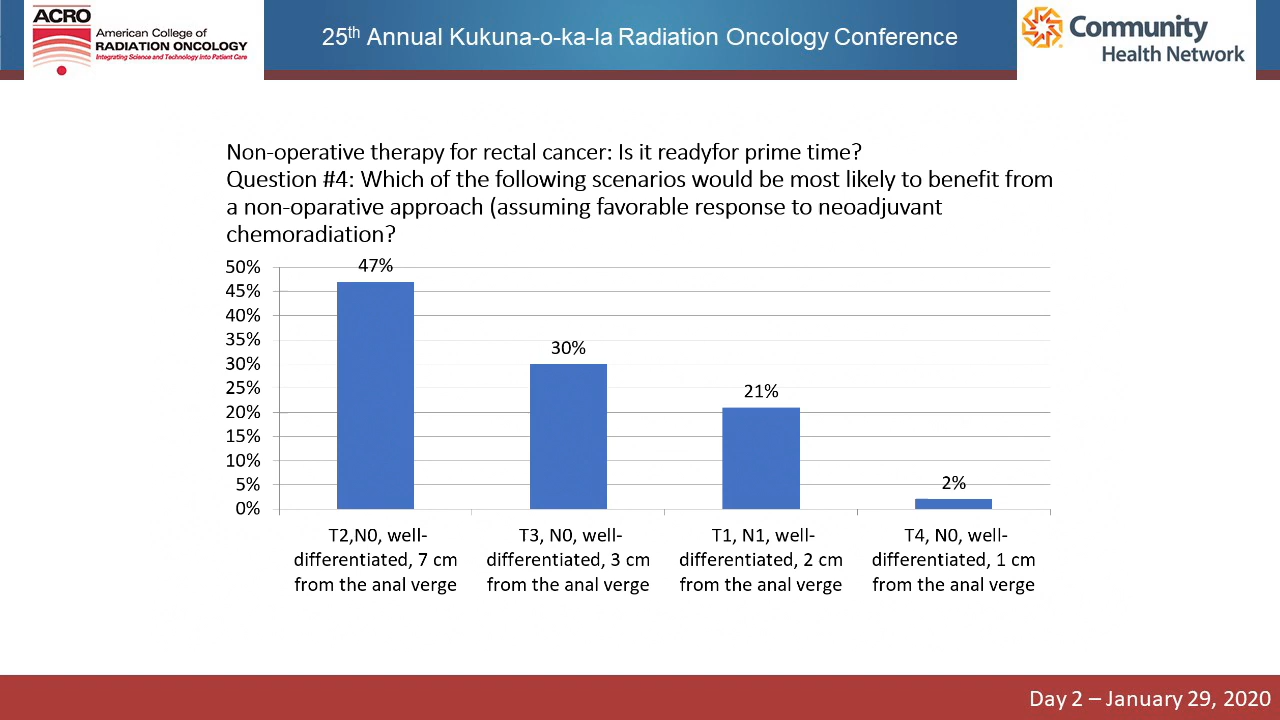 ACRO
American College of
RADIATION ONCOLOGY
Integrating Science and Technology Into Patient Care
25th Annual Kukuna-o-ka-la Radiation Oncology Conference
Community
Health Network
Non-operative therapy for rectal cancer: Is it readyfor prime time?
Question #4: Which of the following scenarios would be most likely to benefit from
a non-oparative approach (assuming favorable response to neoadjuvant
chemoradiation?
50%
45%
40%
35%
30%
25%
20%
15%
10%
5%
0%
47%
30%
21%
2%
T2,N0, well-
differentiated, 7 cm
from the anal verge
T3, N0, well-
differentiated, 3 cm
from the anal verge
T1, N1, well-
differentiated, 2 cm
from the anal verge
T4, N0, well-
differentiated, 1 cm
from the anal verge
Day 2 – January 29, 2020